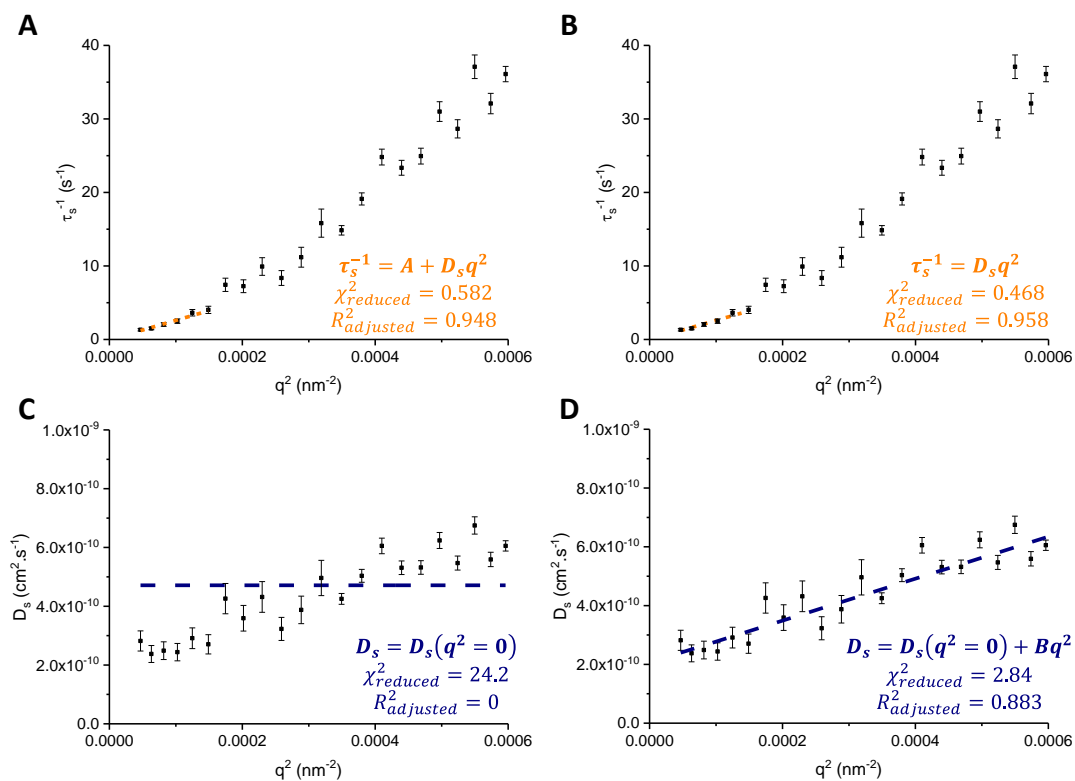 A
40
30
20
10
0
τs⁻¹ (s⁻¹)
τs⁻¹ = A + Dsq²
χ²reduced = 0.582
R²adjusted = 0.948
0.0000 0.0002 0.0004 0.0006
q² (nm⁻²)
B
40
30
20
10
0
τs⁻¹ (s⁻¹)
τs⁻¹ = Dsq²
χ²reduced = 0.468
R²adjusted = 0.958
0.0000 0.0002 0.0004 0.0006
q² (nm⁻²)
C
1.0x10⁻⁹
8.0x10⁻¹⁰
6.0x10⁻¹⁰
4.0x10⁻¹⁰
2.0x10⁻¹⁰
0.0
Ds (cm².s⁻¹)
Ds = Ds(q² = 0)
χ²reduced = 24.2
R²adjusted = 0
0.0000 0.0002 0.0004 0.0006
q² (nm⁻²)
D
1.0x10⁻⁹
8.0x10⁻¹⁰
6.0x10⁻¹⁰
4.0x10⁻¹⁰
2.0x10⁻¹⁰
0.0
Ds (cm².s⁻¹)
Ds = Ds(q² = 0) + Bq²
χ²reduced = 2.84
R²adjusted = 0.883
0.0000 0.0002 0.0004 0.0006
q² (nm⁻²)